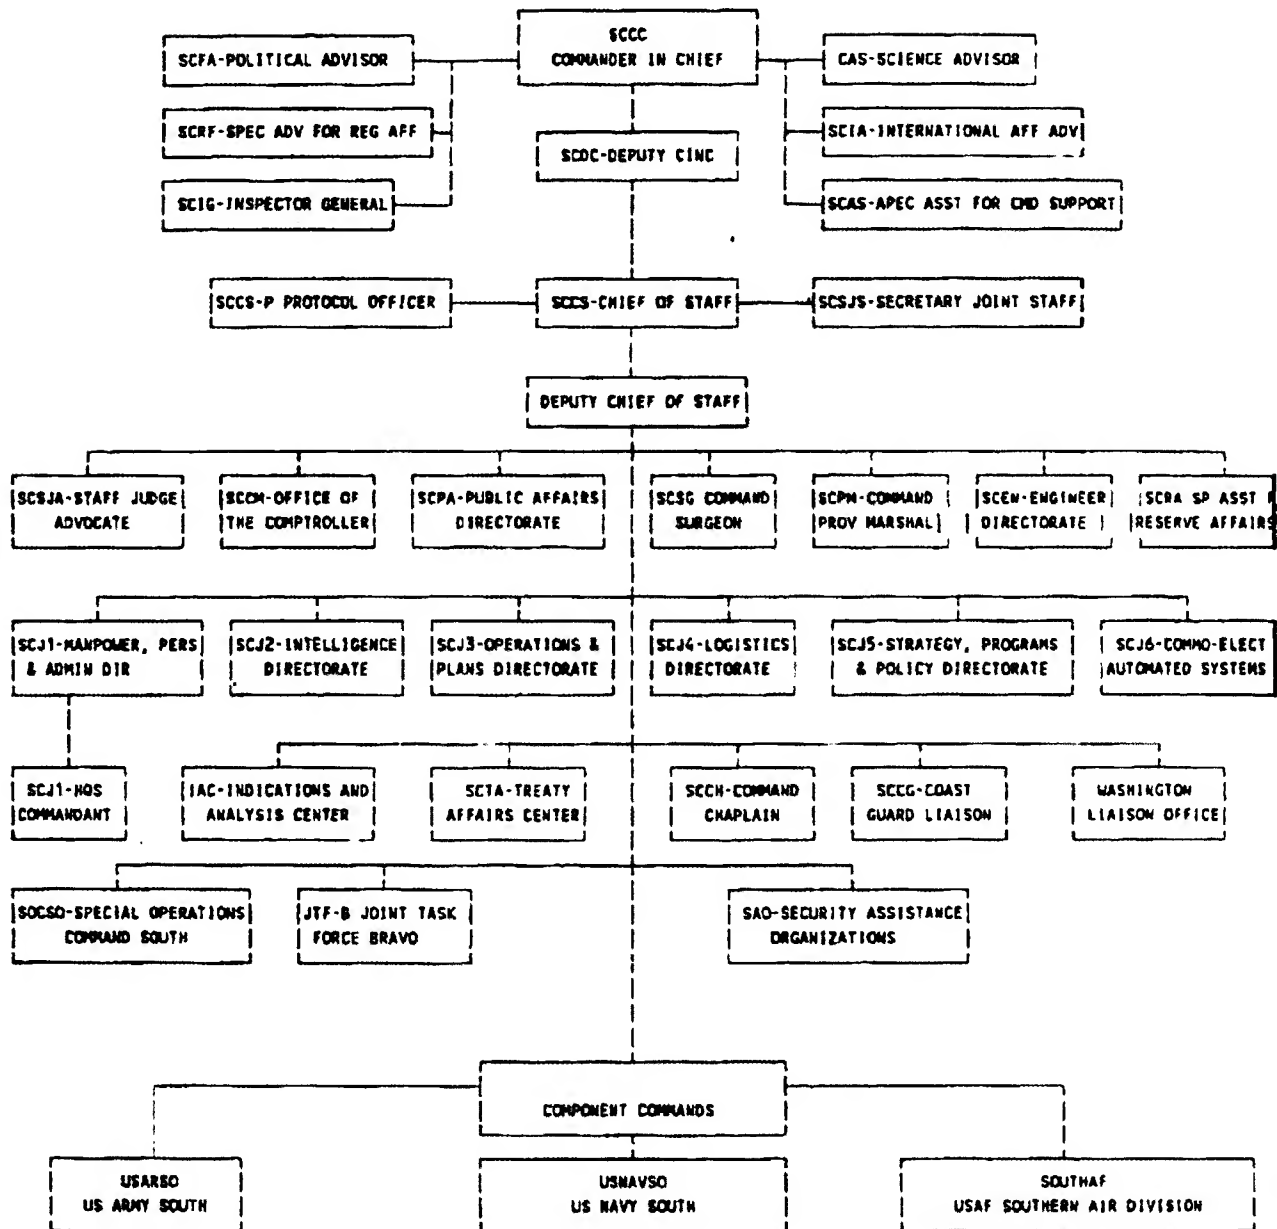 SCCC
COMMANDER IN CHIEF
SCFA-POLITICAL ADVISOR
CAS-SCIENCE ADVISOR
SCRF-SPEC ADV FOR REG AFF
SCDC-DEPUTY CINC
SCIA-INTERNATIONAL AFF ADV
SCIG-INSPECTOR GENERAL
SCAS-APEC ASST FOR CMD SUPPORT
SCCS-P PROTOCOL OFFICER
SCCS-CHIEF OF STAFF
SCSJS-SECRETARY JOINT STAFF
DEPUTY CHIEF OF STAFF
SCSJA-STAFF JUDGE
ADVOCATE
SCCM-OFFICE OF
THE COMPTROLLER
SCPA-PUBLIC AFFAIRS
DIRECTORATE
SCSG COMMAND
SURGEON
SCPM-COMMAND
PROV MARSHAL
SCEN-ENGINEER
DIRECTORATE
SCRA SP ASST F
RESERVE AFFAIRS
SCJ1-MANPOWER, PERS
& ADMIN DIR
SCJ2-INTELLIGENCE
DIRECTORATE
SCJ3-OPERATIONS &
PLANS DIRECTORATE
SCJ4-LOGISTICS
DIRECTORATE
SCJ5-STRATEGY, PROGRAMS
& POLICY DIRECTORATE
SCJ6-COMMO-ELECT
AUTOMATED SYSTEMS
SCJ1-HQS
COMMANDANT
IAC-INDICATIONS AND
ANALYSIS CENTER
SCTA-TREATY
AFFAIRS CENTER
SCCH-COMMAND
CHAPLAIN
SCCG-COAST
GUARD LIAISON
WASHINGTON
LIAISON OFFICE
SOCSO-SPECIAL OPERATIONS
COMMAND SOUTH
JTF-B JOINT TASK
FORCE BRAVO
SAO-SECURITY ASSISTANCE
ORGANIZATIONS
COMPONENT COMMANDS
USARSO
US ARMY SOUTH
USNAVSO
US NAVY SOUTH
SOUTHAF
USAF SOUTHERN AIR DIVISION